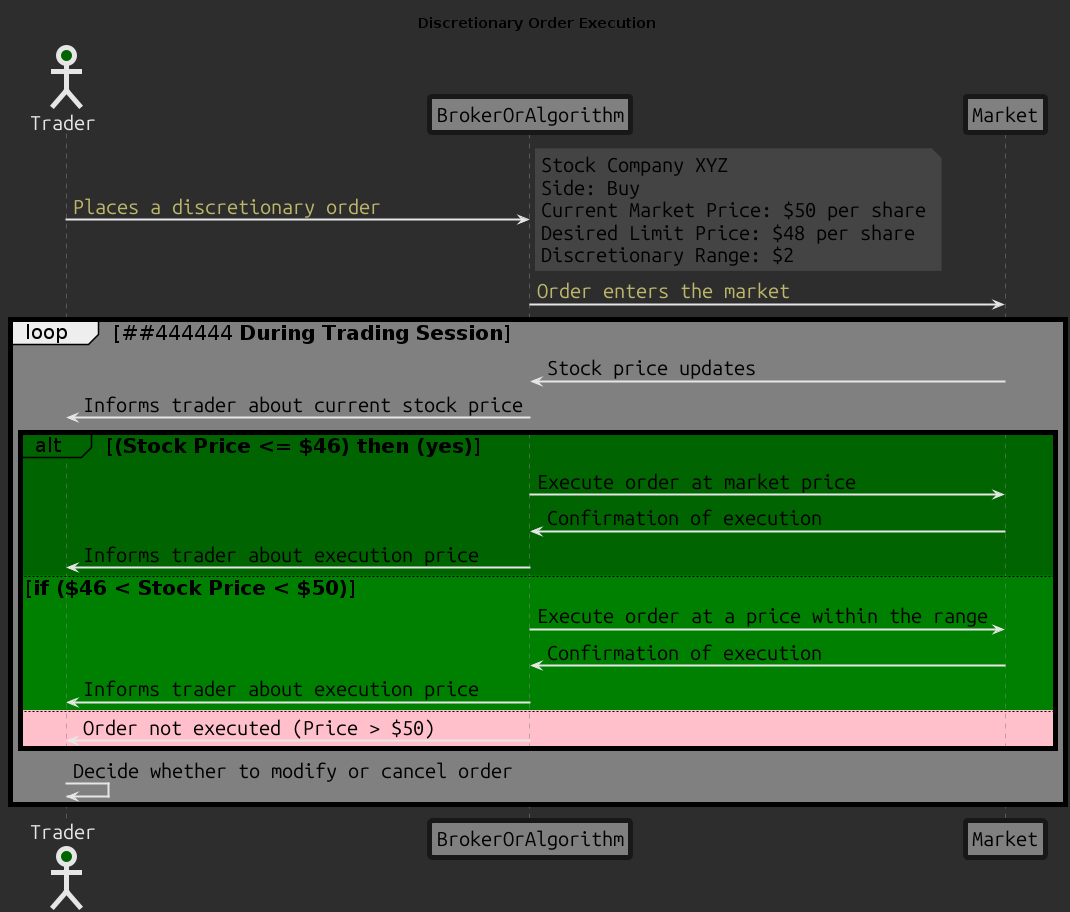 Discretionary Order Execution
Trader
BrokerOrAlgorithm
Market
Stock Company XYZ
Side: Buy
Current Market Price: $50 per share
Desired Limit Price: $48 per share
Discretionary Range: $2
Places a discretionary order
Order enters the market
loop [##444444 During Trading Session]
Stock price updates
Informs trader about current stock price
alt [(Stock Price <= $46) then (yes)]
Execute order at market price
Confirmation of execution
Informs trader about execution price
[if ($46 < Stock Price < $50)]
Execute order at a price within the range
Confirmation of execution
Informs trader about execution price
Order not executed (Price > $50)
Decide whether to modify or cancel order
Trader
BrokerOrAlgorithm
Market